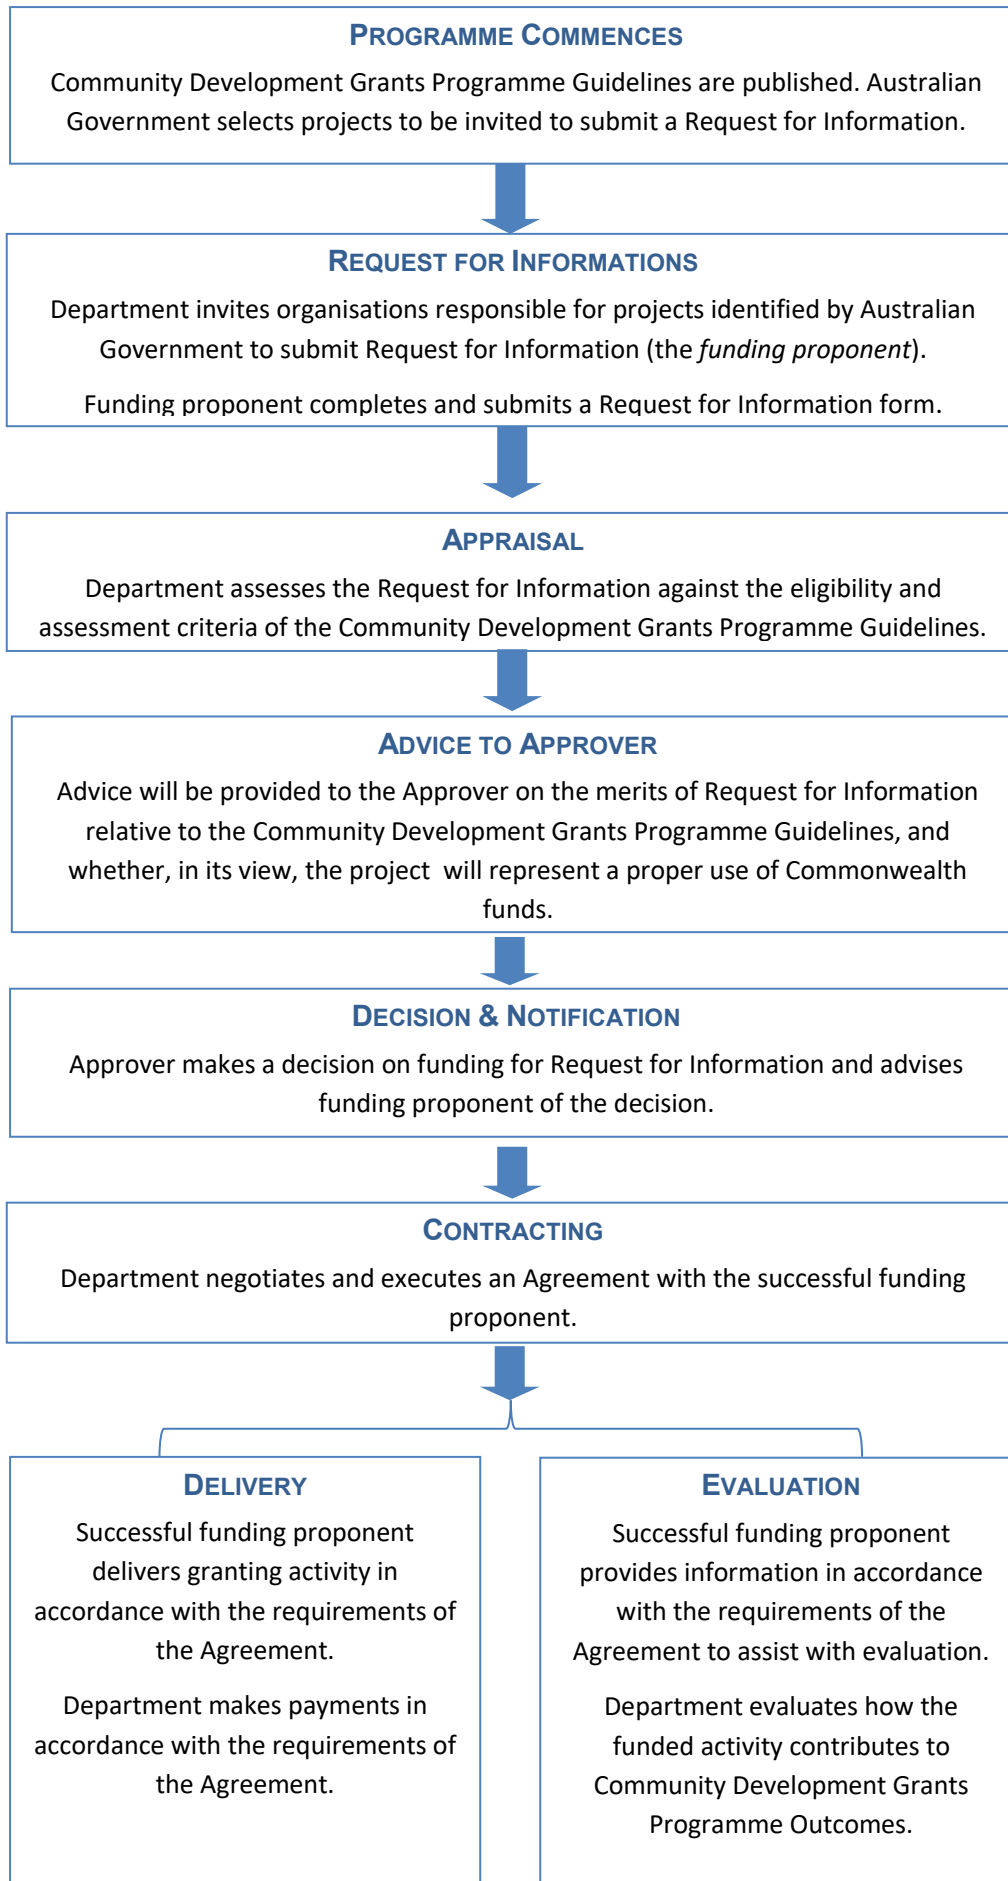 PROGRAMME COMMENCES
Community Development Grants Programme Guidelines are published. Australian
Government selects projects to be invited to submit a Request for Information.
REQUEST FOR INFORMATIONS
Department invites organisations responsible for projects identified by Australian
Government to submit Request for Information (the funding proponent).
Funding proponent completes and submits a Request for Information form.
APPRAISAL
Department assesses the Request for Information against the eligibility and
assessment criteria of the Community Development Grants Programme Guidelines.
ADVICE TO APPROVER
Advice will be provided to the Approver on the merits of Request for Information
relative to the Community Development Grants Programme Guidelines, and
whether, in its view, the project will represent a proper use of Commonwealth
funds.
DECISION & NOTIFICATION
Approver makes a decision on funding for Request for Information and advises
funding proponent of the decision.
CONTRACTING
Department negotiates and executes an Agreement with the successful funding
proponent.
DELIVERY
Successful funding proponent
delivers granting activity in
accordance with the requirements of
the Agreement.
Department makes payments in
accordance with the requirements of
the Agreement.
EVALUATION
Successful funding proponent
provides information in accordance
with the requirements of the
Agreement to assist with evaluation.
Department evaluates how the
funded activity contributes to
Community Development Grants
Programme Outcomes.